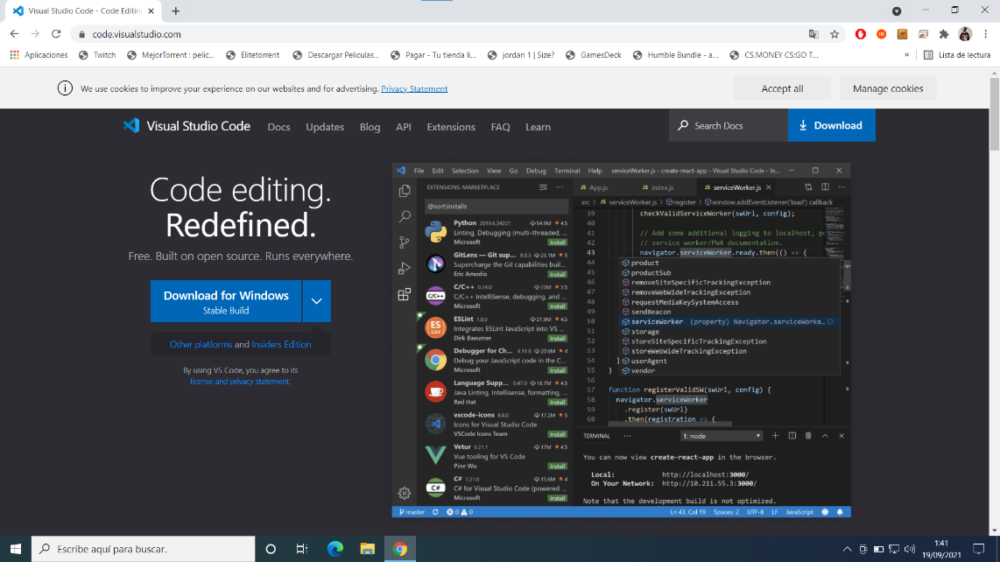 Visual Studio Code - Code Editin
code.visualstudio.com
Aplicaciones
Twitch
MejorTorrent : pelic...
Elitetorrent
Descargar Peliculas...
Pagar - Tu tienda li...
jordan 1 | Size?
GamesDeck
Humble Bundle - a...
CS.MONEY CS:GO T...
»
Lista de lectura
We use cookies to improve your experience on our websites and for advertising. Privacy Statement
Accept all
Manage cookies
Visual Studio Code
Docs
Updates
Blog
API
Extensions
FAQ
Learn
Search Docs
Download
Code editing.
Redefined.
Free. Built on open source. Runs everywhere.
Download for Windows
Stable Build
Other platforms and Insiders Edition
By using VS Code, you agree to its
license and privacy statement.
File Edit Selection View Go Debug Terminal Help serviceWorker.js - create-react-app - Visual Studio Code - In...
EXTENSIONS: MARKETPLACE
@sort:installs
Python 2019.6.24221 54.9M ★ 4.5
Linting, Debugging (multi-threaded, ...
Microsoft Install
GitLens — Git sup... 9.8.5 23.1M ★ 5
Supercharge the Git capabilities buil...
Eric Amodio Install
C/C++ 0.24.0 23M ★ 3.5
C/C++ IntelliSense, debugging, and ...
Microsoft Install
ESLint 1.9.0 21.9M ★ 4.5
Integrates ESLint JavaScript into VS ...
Dirk Baeumer Install
Debugger for Ch... 4.11.6 20.6M ★ 4
Debug your JavaScript code in the C...
Microsoft Install
Language Supp... 0.47.0 18.7M ★ 4.5
Java Linting, Intellisense, formatting, ...
Red Hat Install
vscode-icons 8.8.0 17.2M ★ 5
Icons for Visual Studio Code
VSCode Icons Team Install
Vetur 0.21.1 17M ★ 4.5
Vue tooling for VS Code
Pine Wu Install
C# 1.21.0 15.6M ★ 4
C# for Visual Studio Code (powered ...
Microsoft Install
JS App.js
JS index.js
JS serviceWorker.js
src > JS serviceWorker.js > register > window.addEventListener('load') callback
39 checkValidServiceWorker(swUrl, config);
40
41 // Add some additional logging to localhost, p
42 // service worker/PWA documentation.
43 navigator.serviceWorker.ready.then(() => {
44 product
45 productSub
46 removeSiteSpecificTrackingException
47 removeWebWideTrackingException
48 requestMediaKeySystemAccess
49 sendBeacon
50 serviceWorker (property) Navigator.serviceWorke...
51 storage
52 storeSiteSpecificTrackingException
53 storeWebWideTrackingException
54 } userAgent
55 } vendor
56
57 function registerValidSW(swUrl, config) {
58 navigator.serviceWorker
59 .register(swUrl)
60 .then(registration => {
TERMINAL ... 1: node
You can now view create-react-app in the browser.
Local: http://localhost:3000/
On Your Network: http://10.211.55.3:3000/
Note that the development build is not optimized.
master 0 0 Ln 43, Col 19 Spaces: 2 UTF-8 LF JavaScript
Escribe aquí para buscar.
1:41
19/09/2021